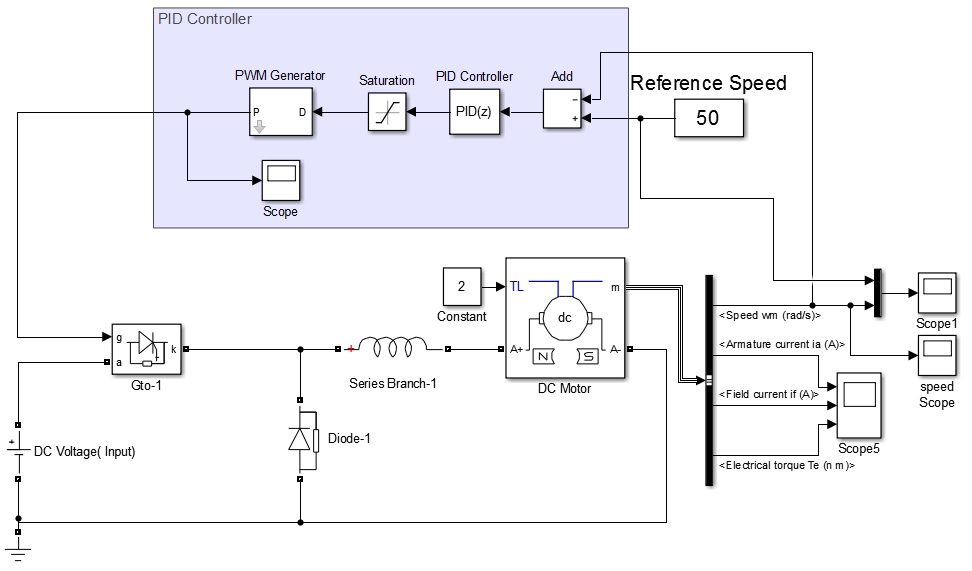 PID Controller
PWM Generator
Saturation
PID Controller
Add
Reference Speed
P
D
PID(z)
−
+
50
Scope
2
Constant
TL
m
dc
A+
N
S
A-
DC Motor
g
a
k
Gto-1
+
Series Branch-1
Diode-1
+
DC Voltage( Input)
<Speed wm (rad/s)>
<Armature current ia (A)>
<Field current if (A)>
<Electrical torque Te (n m)>
Scope1
speed
Scope
Scope5